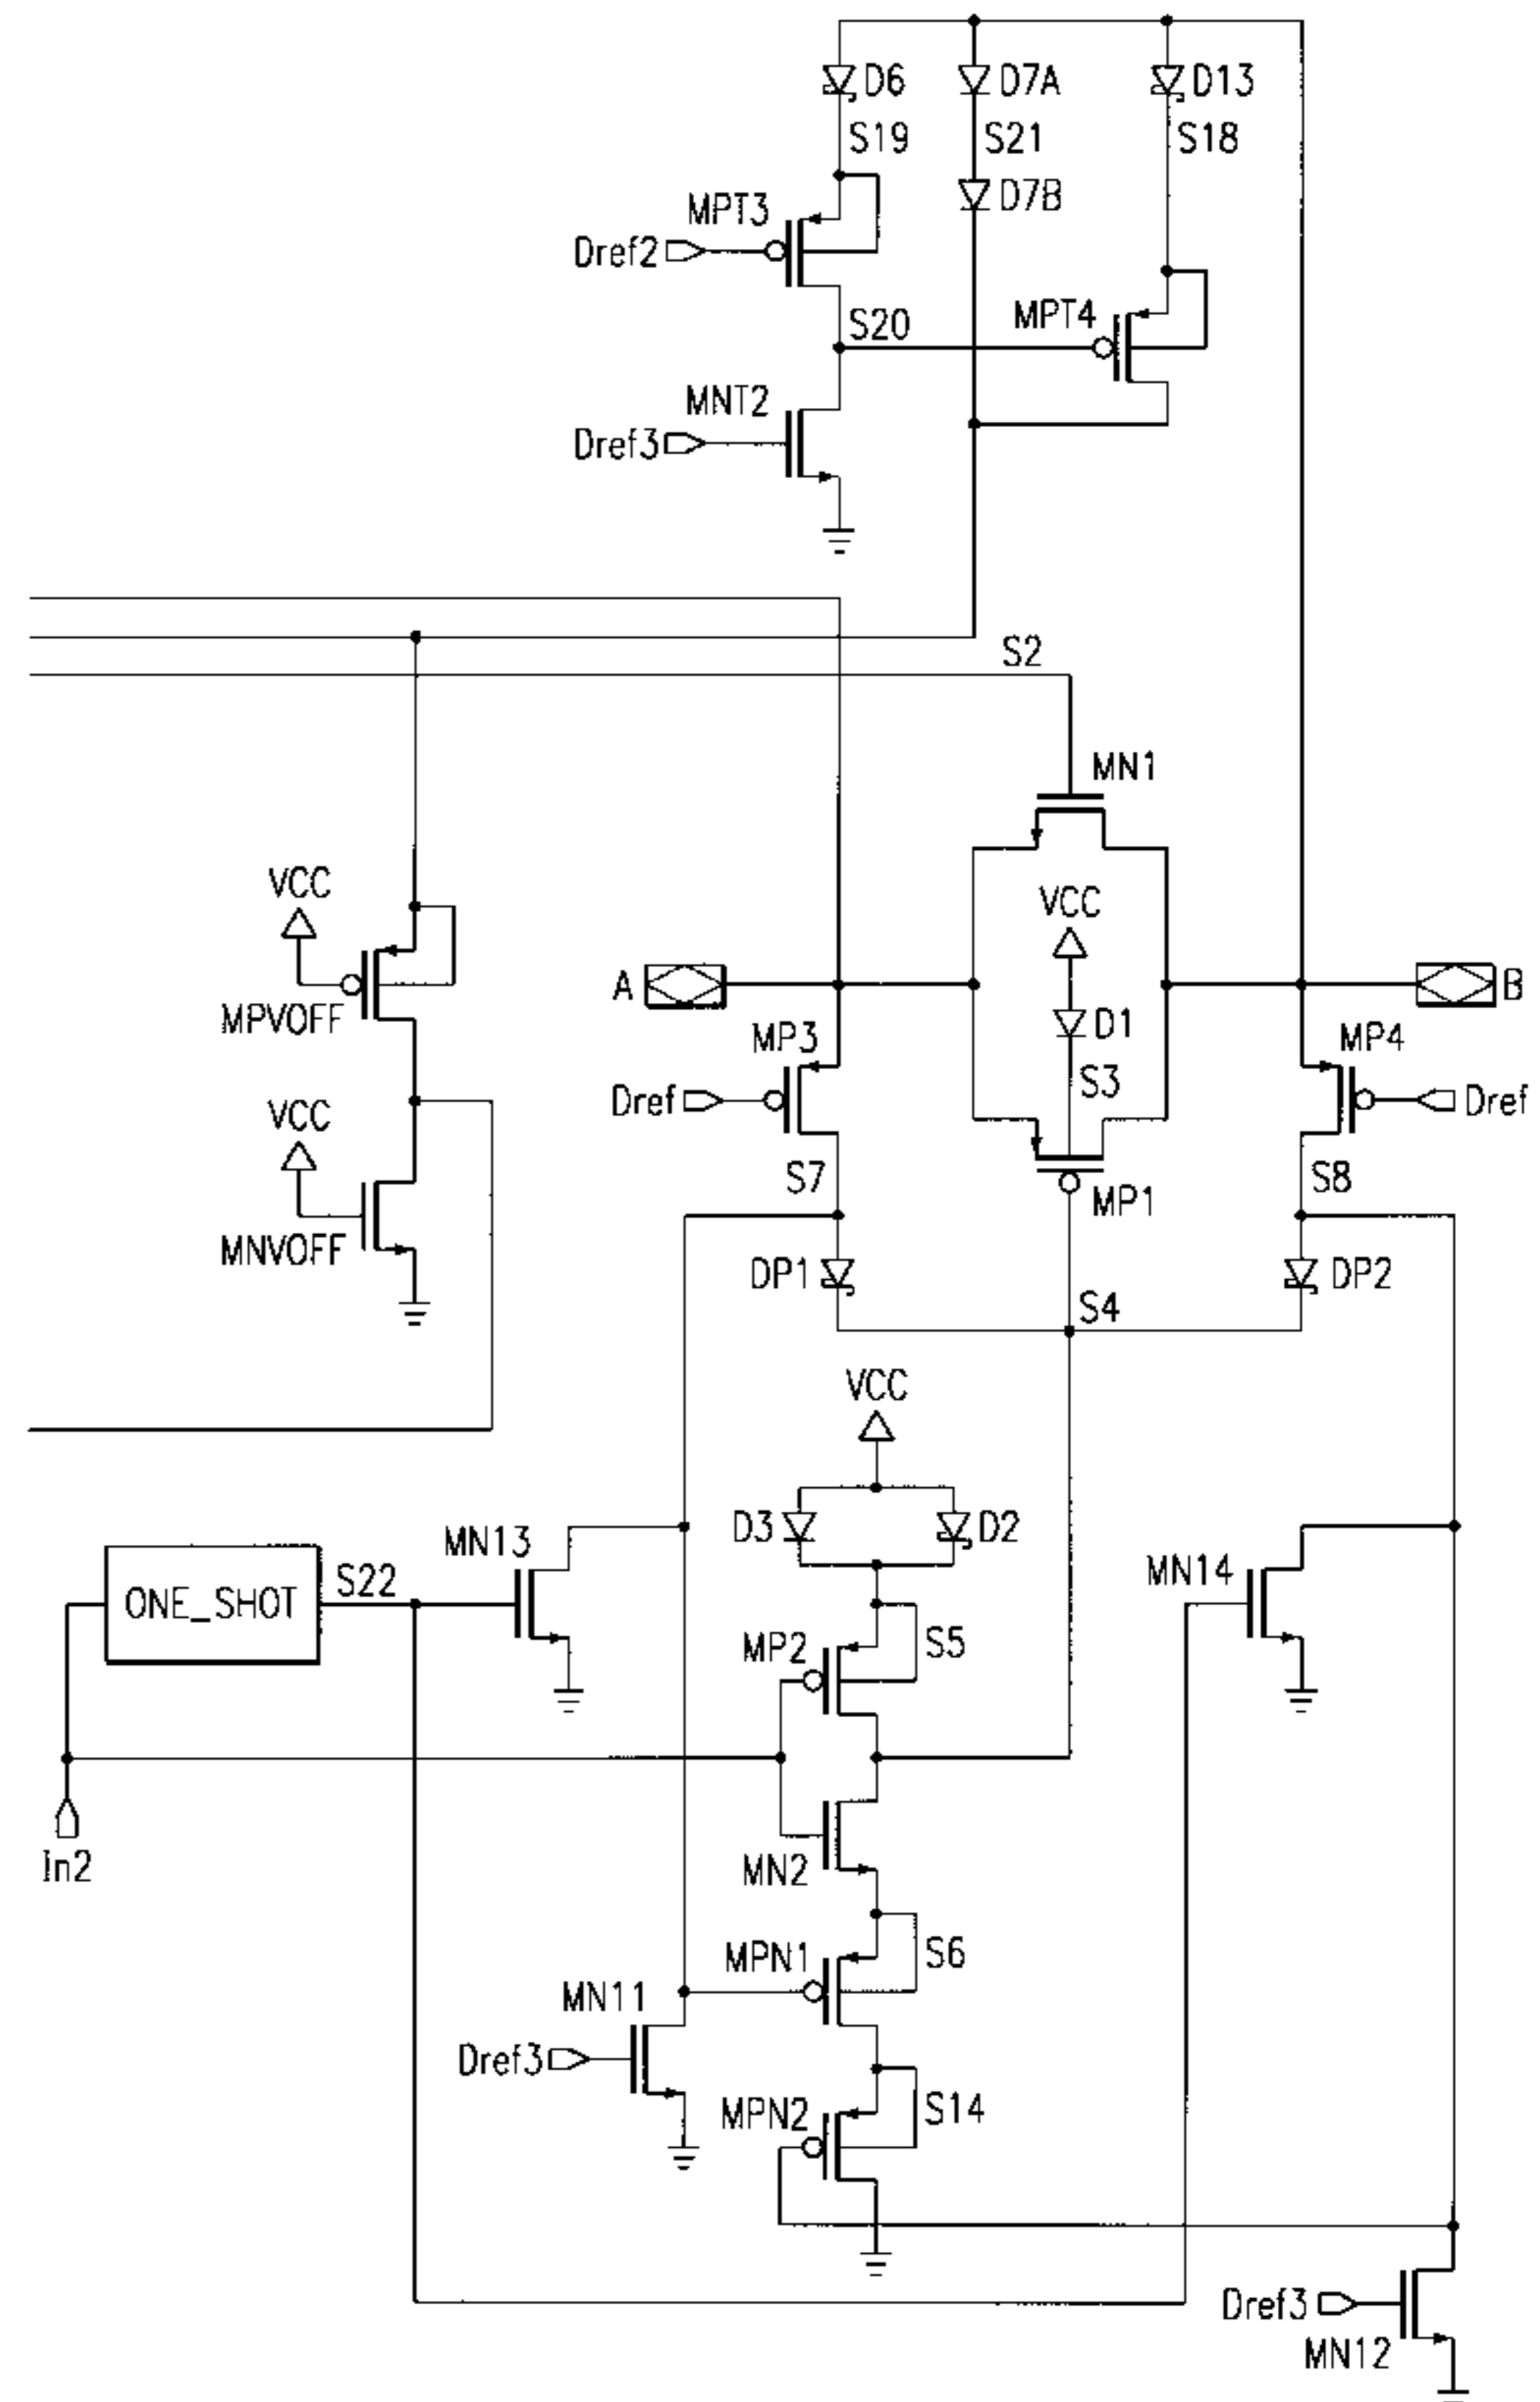 D6
D7A
D13
S19
S21
S18
MPT3
D7B
Dref2
S20
MPT4
MNT2
Dref3
S2
MN1
VCC
VCC
A
B
MPVOFF
MP3
D1
MP4
Dref
S3
Dref
VCC
S7
MP1
S8
MNVOFF
DP1
DP2
S4
VCC
MN13
D3
D2
MN14
ONE_SHOT
S22
MP2
S5
In2
MN2
MPN1
S6
MN11
Dref3
MPN2
S14
Dref3
MN12